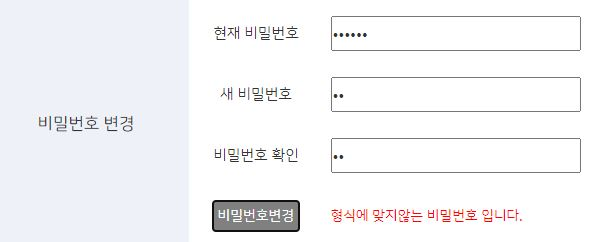 현재 비밀번호 ••••••
새 비밀번호 ••
비밀번호 변경
비밀번호 확인 ••
비밀번호변경 형식에 맞지않는 비밀번호 입니다.